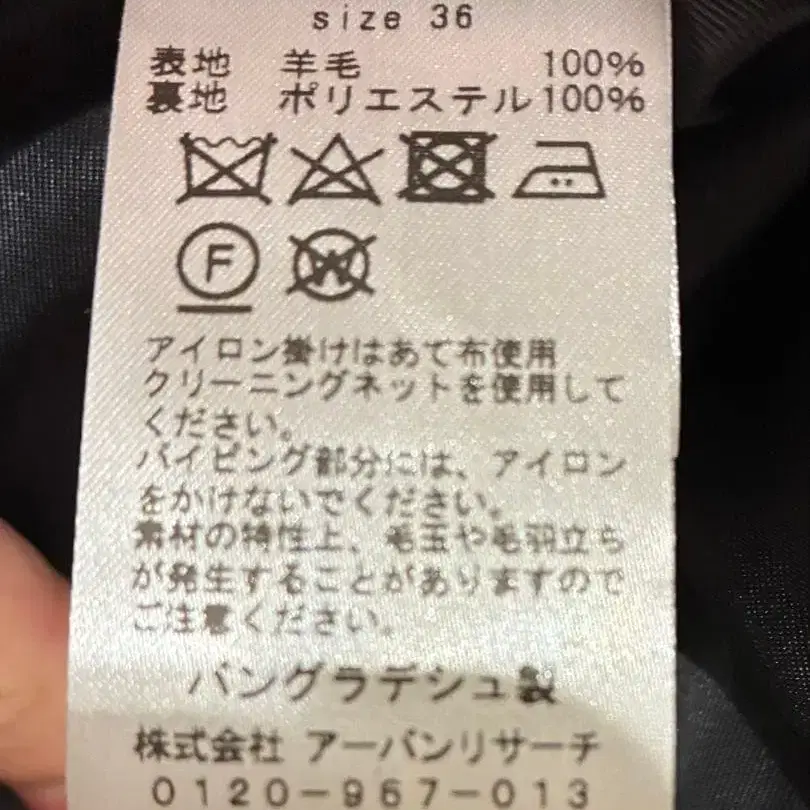 size 36
表地 羊毛 100%
裏地 ポリエステル 100%
F
W
アイロン掛けはあて布使用
クリーニングネットを使用して
ください。
パイピング部分には、アイロン
をかけないでください。
素材の特性上、毛玉や毛羽立ち
が発生することがありますので
ご注意ください。
バングラデシュ製
株式会社 アーバンリサーチ
0120-967-013